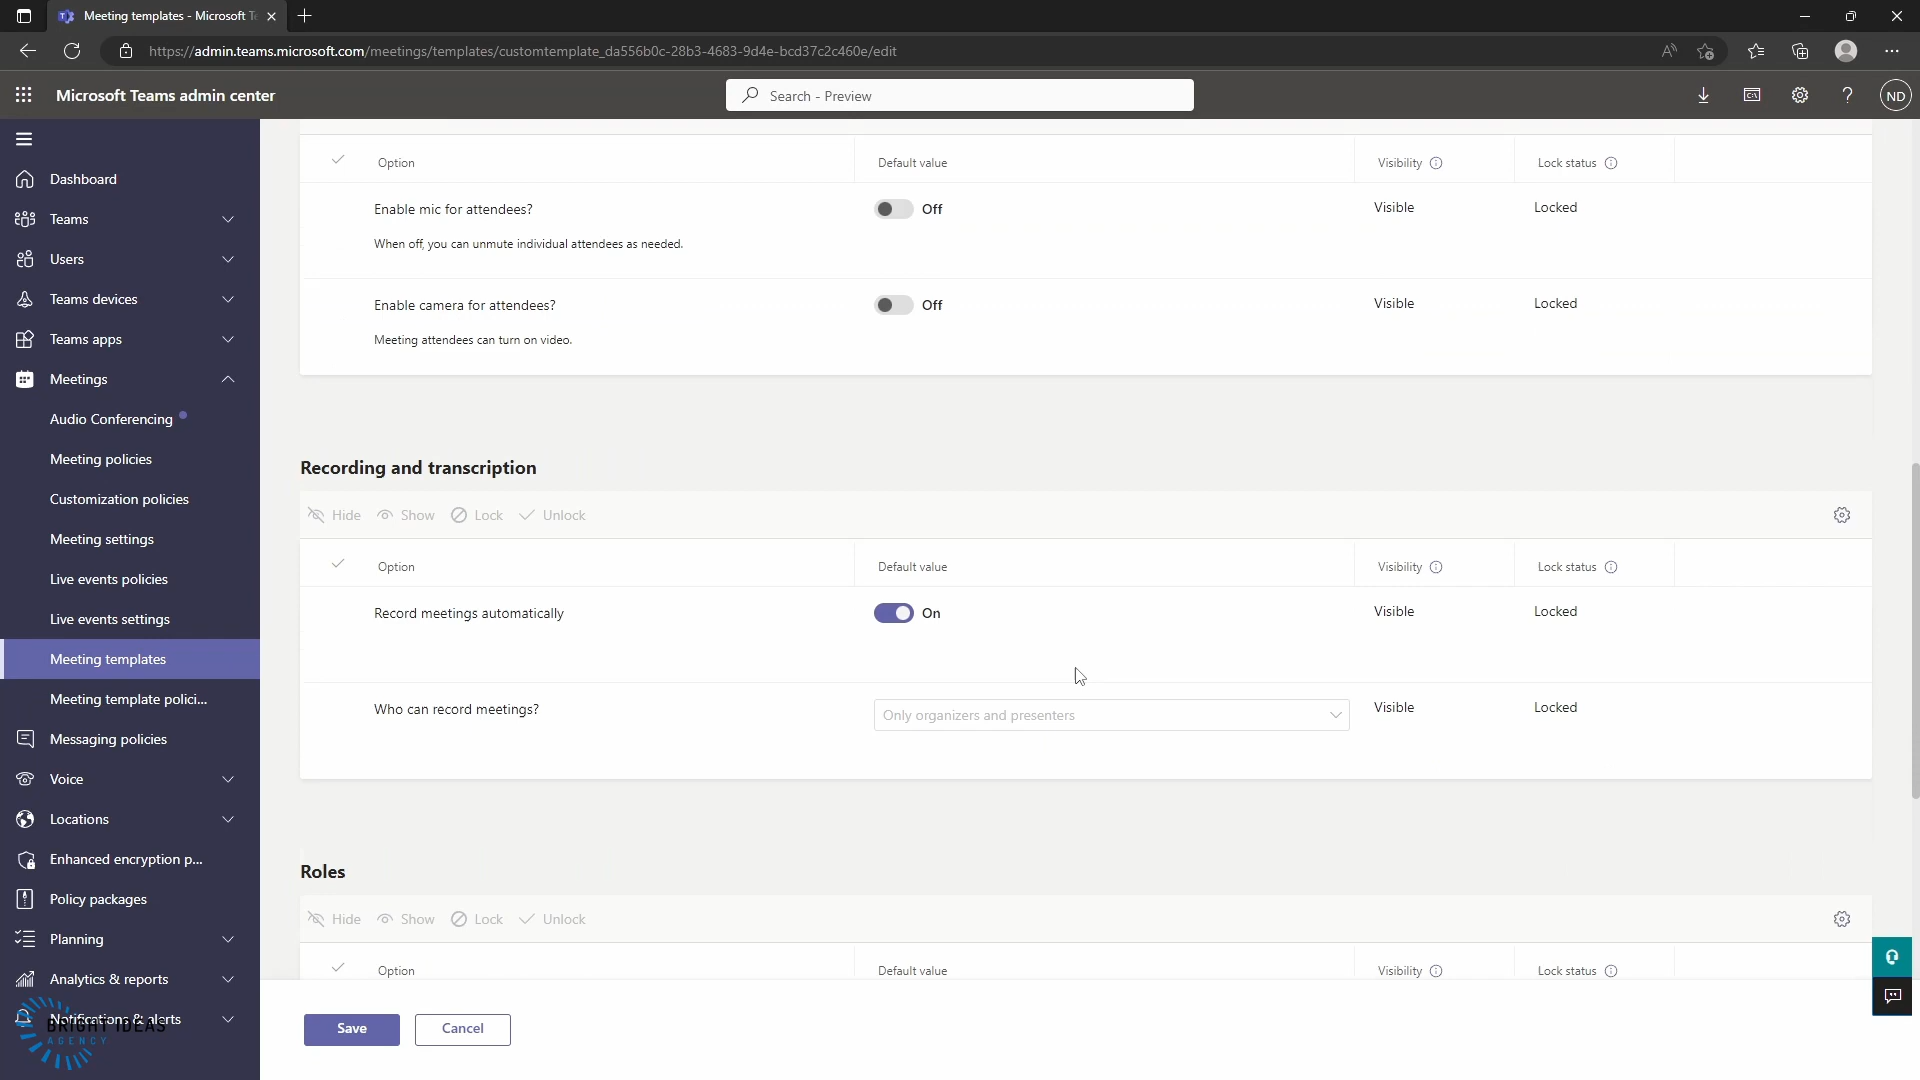 Meeting templates - Microsoft Te
https://admin.teams.microsoft.com/meetings/templates/customtemplate_da556b0c-28b3-4683-9d4e-bcd37c2c460e/edit
Microsoft Teams admin center
Search - Preview
ND
Dashboard
Teams
Users
Teams devices
Teams apps
Meetings
Audio Conferencing
Meeting policies
Customization policies
Meeting settings
Live events policies
Live events settings
Meeting templates
Meeting template polici...
Messaging policies
Voice
Locations
Enhanced encryption p...
Policy packages
Planning
Analytics & reports
Notifications & alerts
BRIGHT IDEAS
AGENCY
Option Default value Visibility Lock status
Enable mic for attendees? Off Visible Locked
When off, you can unmute individual attendees as needed.
Enable camera for attendees? Off Visible Locked
Meeting attendees can turn on video.
Recording and transcription
Hide Show Lock Unlock
Option Default value Visibility Lock status
Record meetings automatically On Visible Locked
Who can record meetings? Only organizers and presenters Visible Locked
Roles
Hide Show Lock Unlock
Option Default value Visibility Lock status
Save Cancel